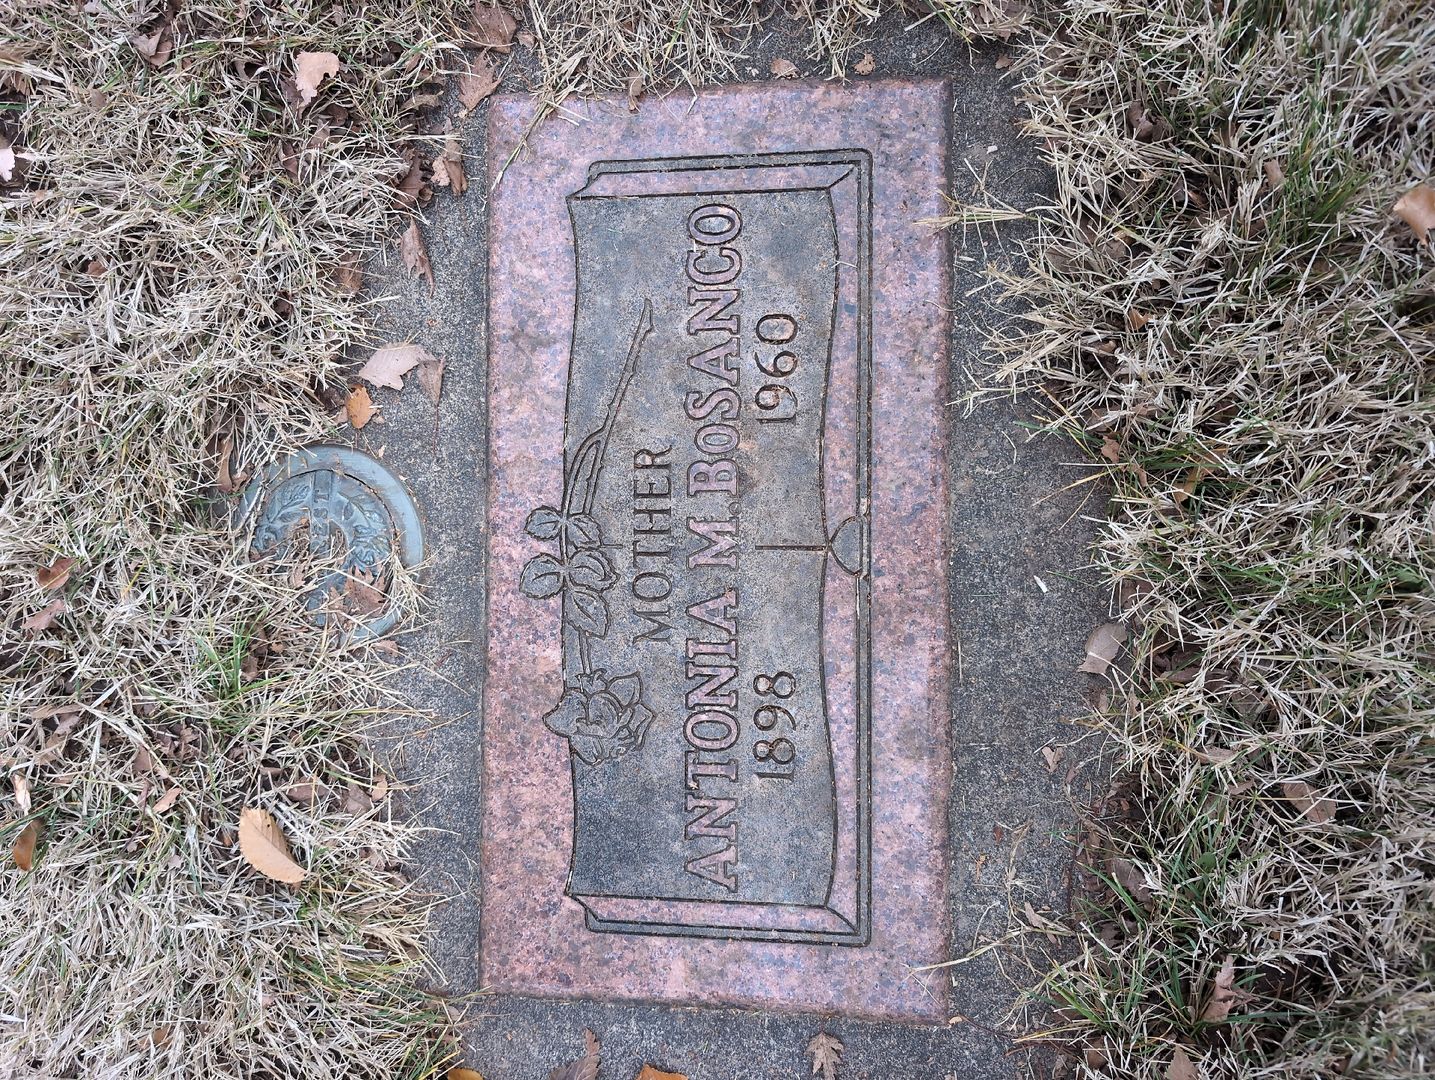 MOTHER
ANTONIA M. BOSANCO
1898 1960